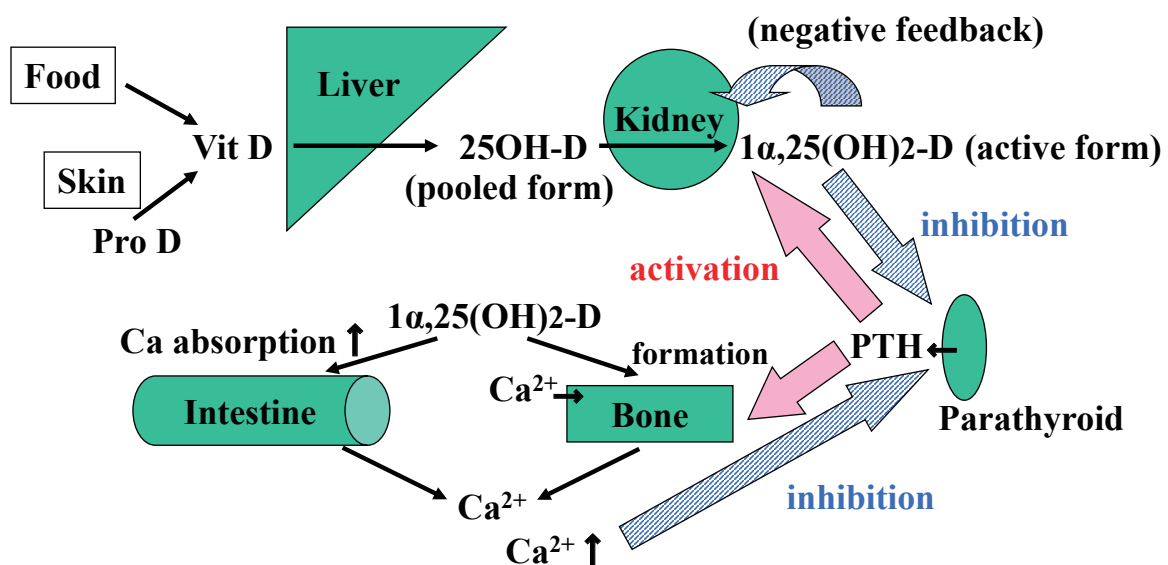 (negative feedback)
Food
Liver
Kidney
Vit D
25OH-D
(pooled form)
1α,25(OH)2-D (active form)
Skin
Pro D
inhibition
activation
1α,25(OH)2-D
Ca absorption ↑
formation
PTH
Ca²⁺
Intestine
Bone
Parathyroid
Ca²⁺
inhibition
Ca²⁺ ↑